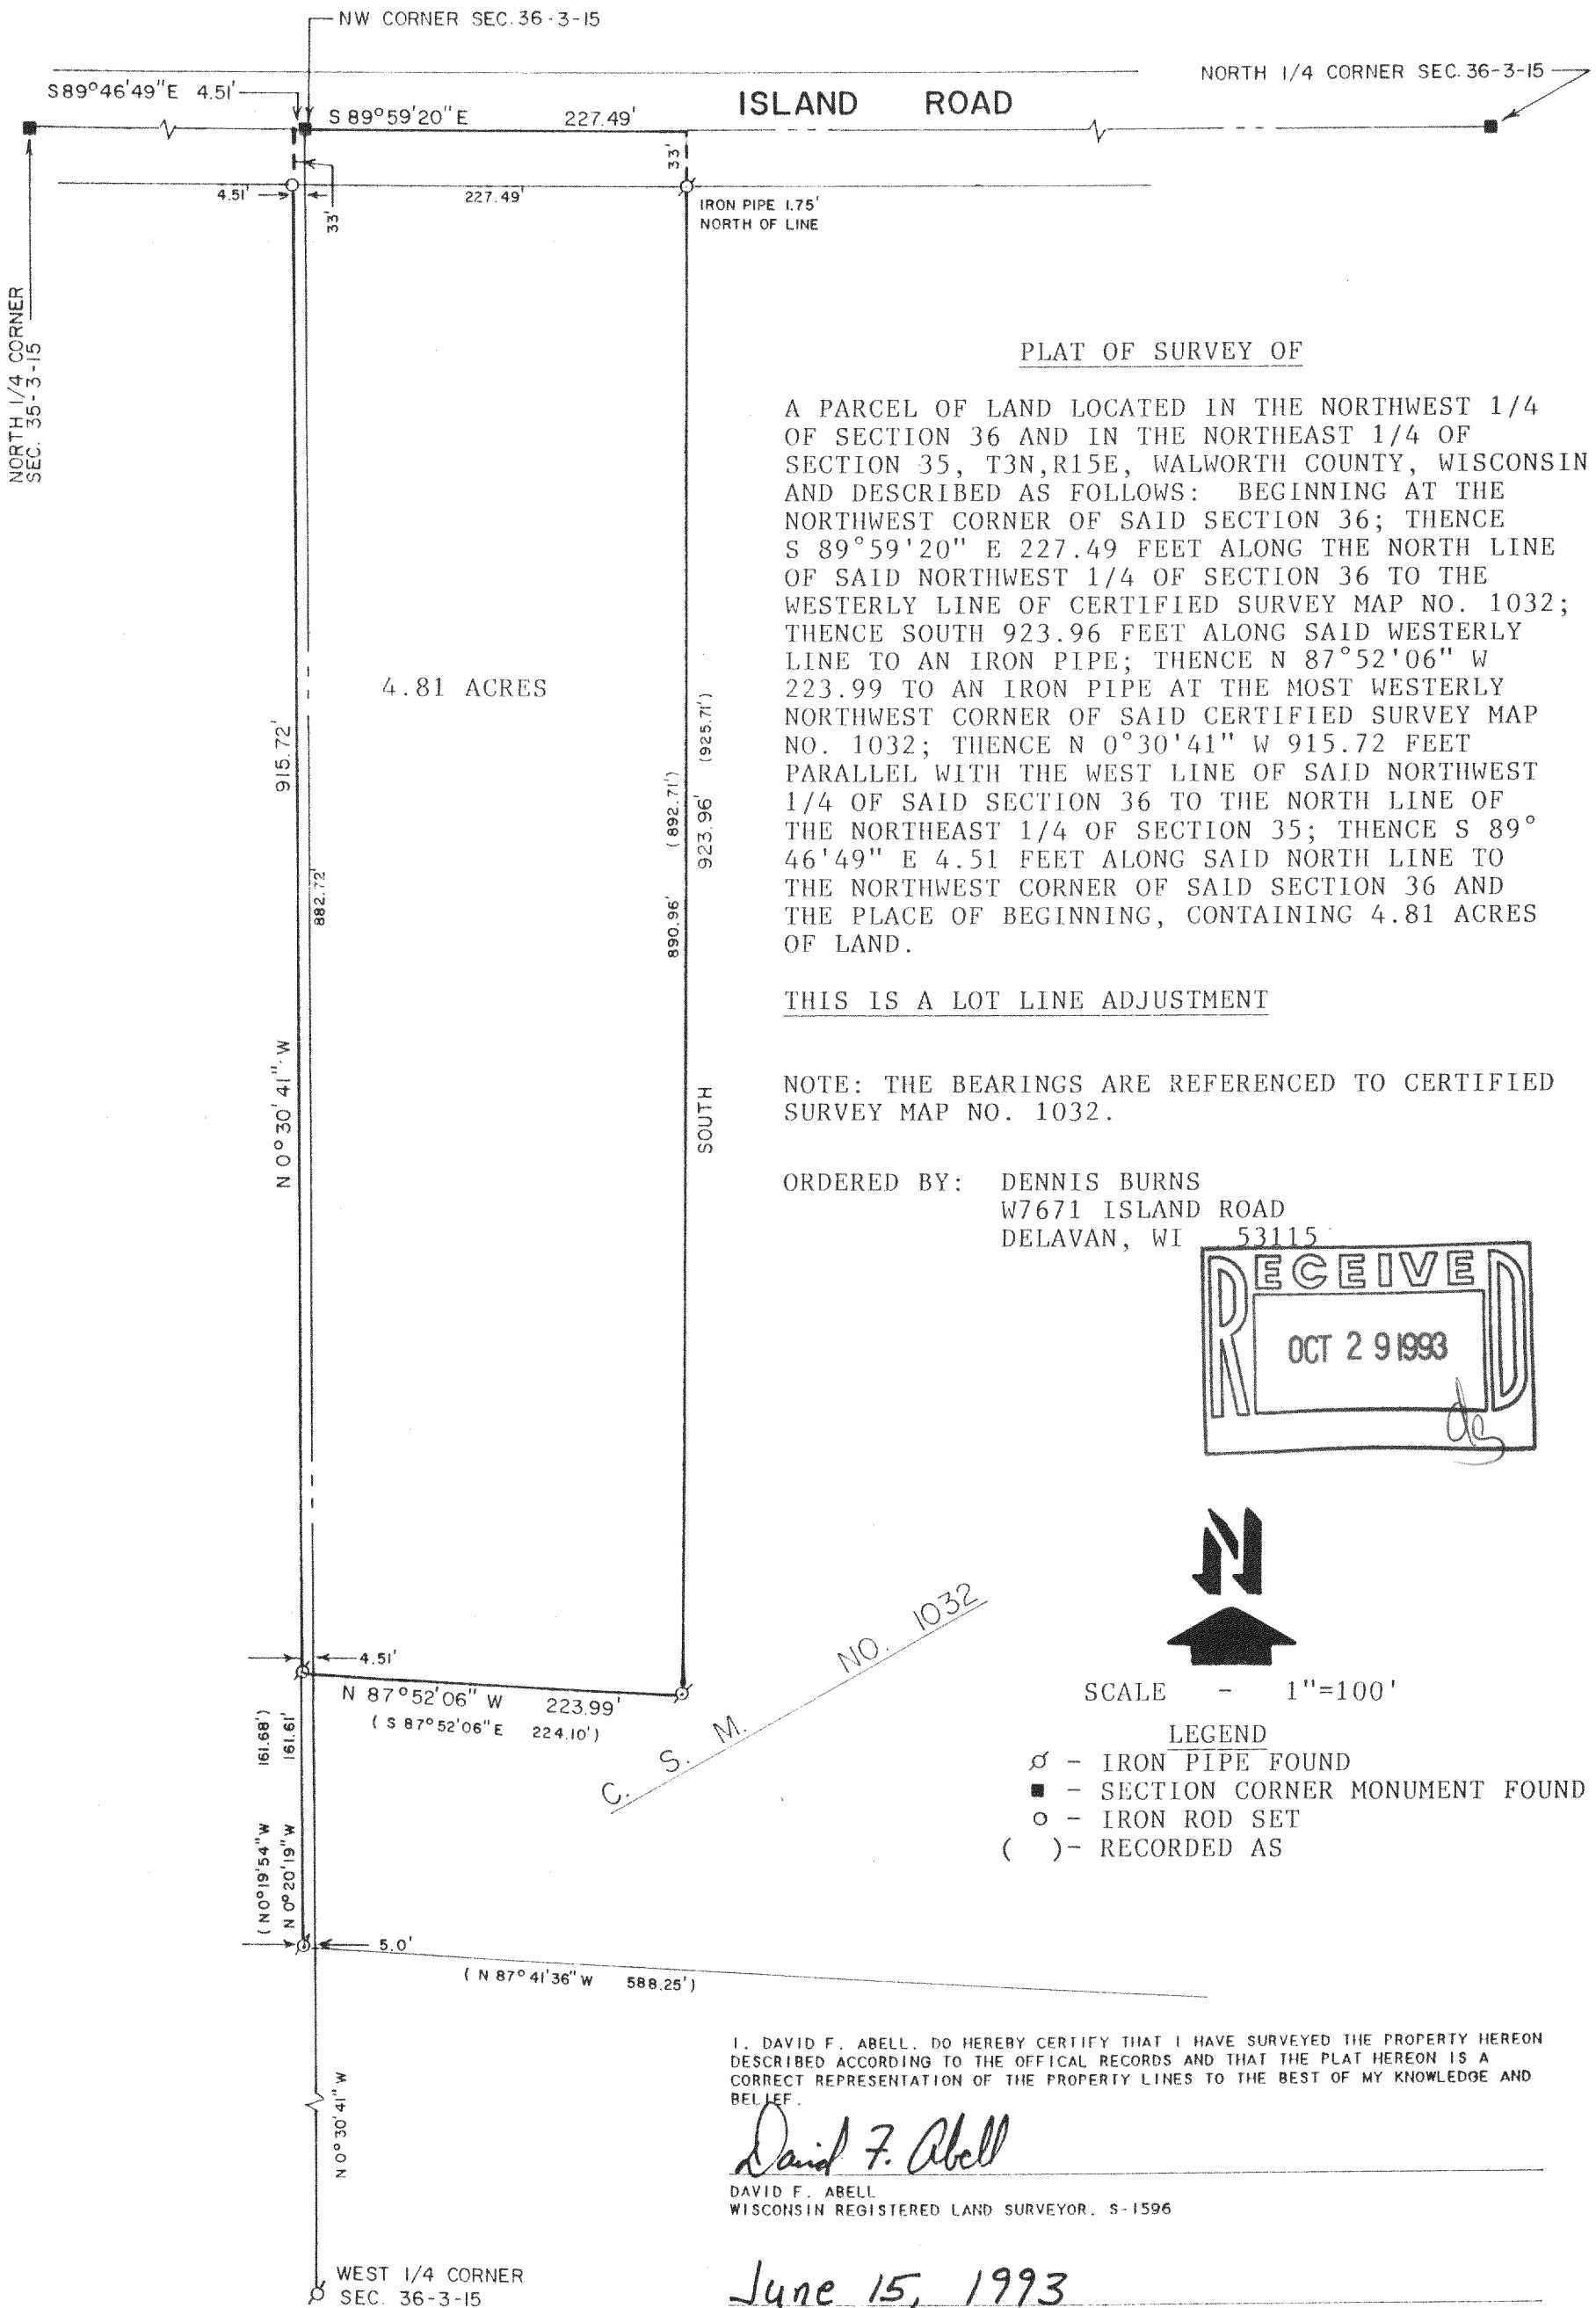 NW CORNER SEC. 36-3-15
NORTH 1/4 CORNER SEC. 36-3-15
S89°46'49"E 4.51'
S 89°59'20" E 227.49'
ISLAND ROAD
33'
4.51'
33'
227.49'
IRON PIPE 1.75'
NORTH OF LINE
NORTH 1/4 CORNER
SEC. 35-3-15
PLAT OF SURVEY OF
A PARCEL OF LAND LOCATED IN THE NORTHWEST 1/4
OF SECTION 36 AND IN THE NORTHEAST 1/4 OF
SECTION 35, T3N,R15E, WALWORTH COUNTY, WISCONSIN
AND DESCRIBED AS FOLLOWS: BEGINNING AT THE
NORTHWEST CORNER OF SAID SECTION 36; THENCE
S 89°59'20" E 227.49 FEET ALONG THE NORTH LINE
OF SAID NORTHWEST 1/4 OF SECTION 36 TO THE
WESTERLY LINE OF CERTIFIED SURVEY MAP NO. 1032;
THENCE SOUTH 923.96 FEET ALONG SAID WESTERLY
LINE TO AN IRON PIPE; THENCE N 87°52'06" W
223.99 TO AN IRON PIPE AT THE MOST WESTERLY
NORTHWEST CORNER OF SAID CERTIFIED SURVEY MAP
NO. 1032; THENCE N 0°30'41" W 915.72 FEET
PARALLEL WITH THE WEST LINE OF SAID NORTHWEST
1/4 OF SAID SECTION 36 TO THE NORTH LINE OF
THE NORTHEAST 1/4 OF SECTION 35; THENCE S 89°
46'49" E 4.51 FEET ALONG SAID NORTH LINE TO
THE NORTHWEST CORNER OF SAID SECTION 36 AND
THE PLACE OF BEGINNING, CONTAINING 4.81 ACRES
OF LAND.
THIS IS A LOT LINE ADJUSTMENT
NOTE: THE BEARINGS ARE REFERENCED TO CERTIFIED
SURVEY MAP NO. 1032.
ORDERED BY: DENNIS BURNS
W7671 ISLAND ROAD
DELAVAN, WI 53115
4.81 ACRES
915.72'
882.72'
N 0°30'41" W
890.96' (892.71')
923.96' (925.71')
SOUTH
RECEIVED
OCT 29 1993
ds
N
SCALE - 1"=100'
LEGEND
Ø - IRON PIPE FOUND
■ - SECTION CORNER MONUMENT FOUND
O - IRON ROD SET
( )- RECORDED AS
C. S. M. NO. 1032
4.51'
N 87°52'06" W 223.99'
( S 87°52'06"E 224.10')
(N0°19'54"W 161.68')
N 0°20'19"W 161.61'
5.0'
( N 87°41'36" W 588.25')
N 0°30'41" W
WEST 1/4 CORNER
SEC. 36-3-15
I. DAVID F. ABELL. DO HEREBY CERTIFY THAT I HAVE SURVEYED THE PROPERTY HEREON
DESCRIBED ACCORDING TO THE OFFICAL RECORDS AND THAT THE PLAT HEREON IS A
CORRECT REPRESENTATION OF THE PROPERTY LINES TO THE BEST OF MY KNOWLEDGE AND
BELIEF.
David F. Abell
DAVID F. ABELL
WISCONSIN REGISTERED LAND SURVEYOR. S-1596
June 15, 1993